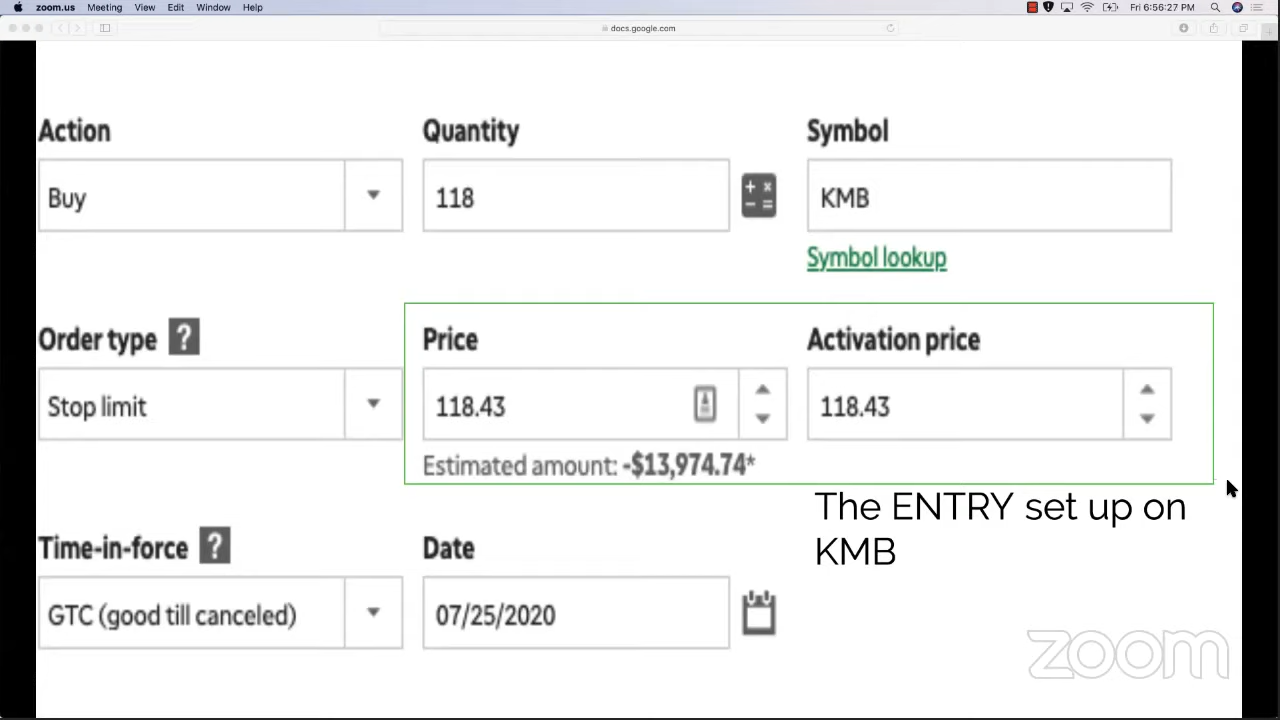 zoom.us Meeting View Edit Window Help Fri 6:56:27 PM
docs.google.com
Action Quantity Symbol
Buy 118 KMB
Symbol lookup
Order type ? Price Activation price
Stop limit 118.43 118.43
Estimated amount: -$13,974.74*
The ENTRY set up on
KMB
Time-in-force ? Date
GTC (good till canceled) 07/25/2020
zoom